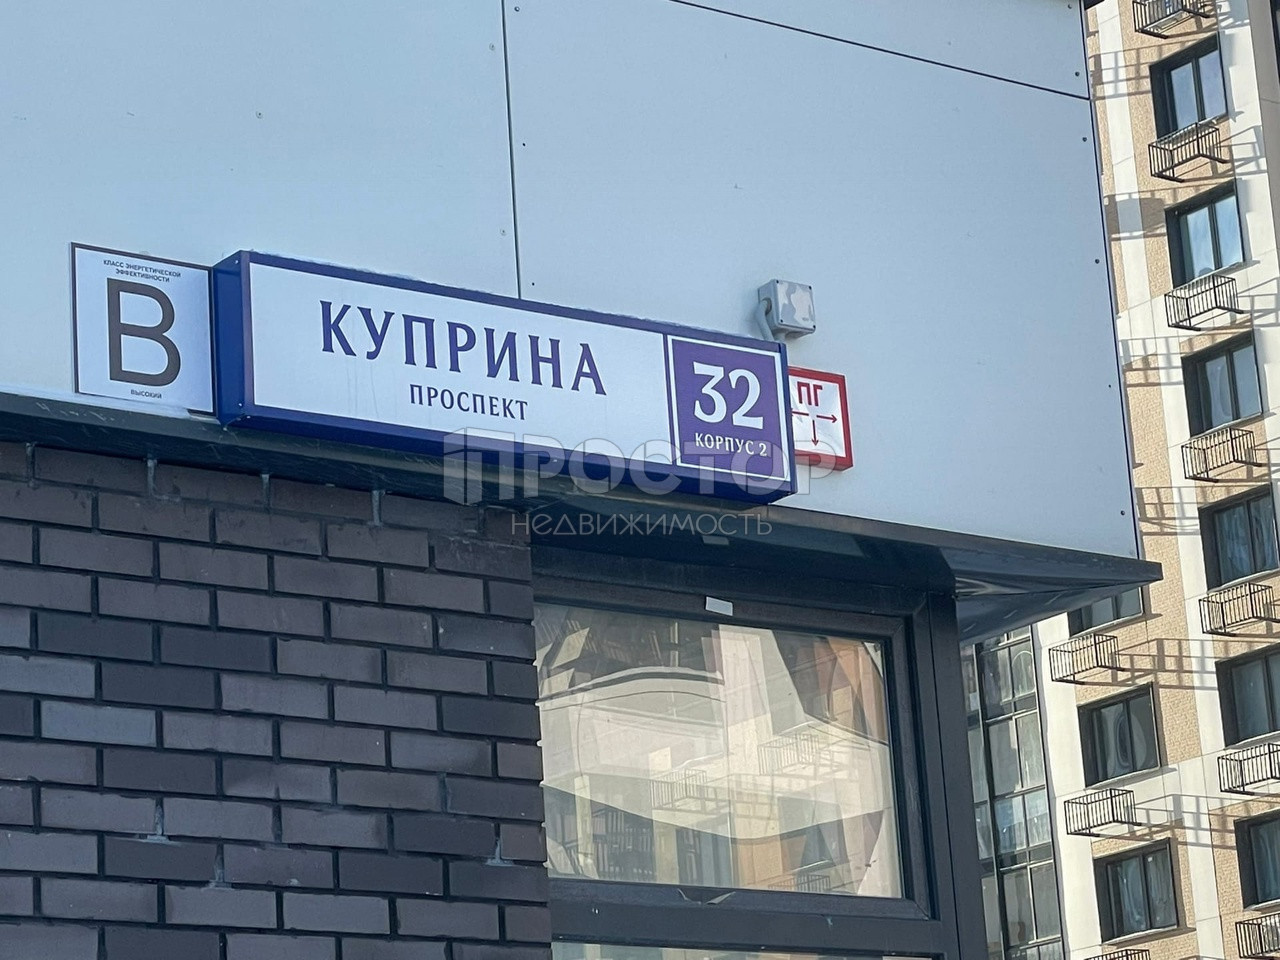 КЛАСС ЭНЕРГЕТИЧЕСКОЙ
ЭФФЕКТИВНОСТИ
B
ВЫСОКИЙ
КУПРИНА
ПРОСПЕКТ
32
КОРПУС 2
ПГ
ПРОСТОР
НЕДВИЖИМОСТЬ